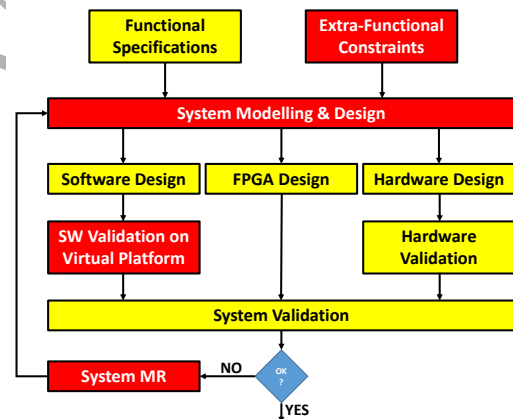 Functional
Specifications
Extra-Functional
Constraints
System Modelling & Design
Software Design
FPGA Design
Hardware Design
SW Validation on
Virtual Platform
Hardware
Validation
System Validation
System MR
NO
OK
?
YES